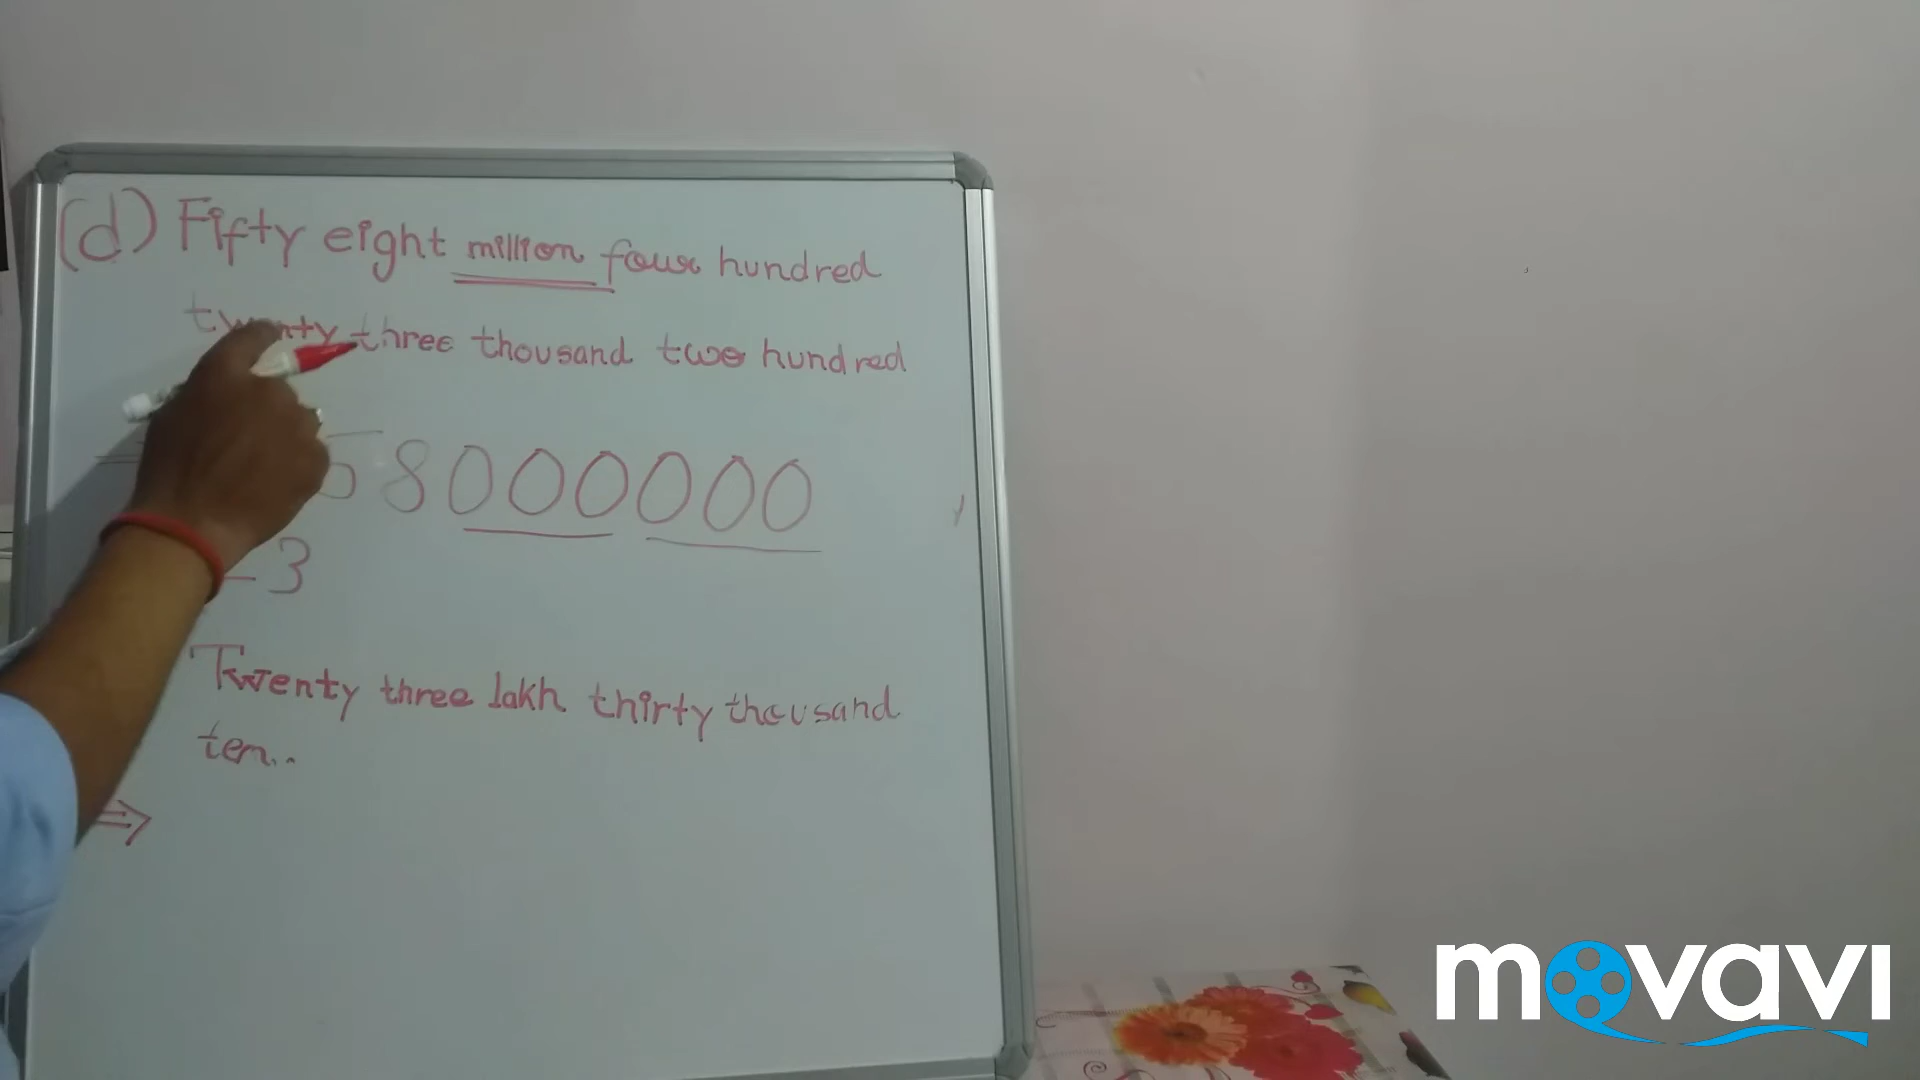 (d) Fifty eight million four hundred
twenty three thousand two hundred
58000000
3
Twenty three lakh thirty thousand
ten..
⇒
movavi